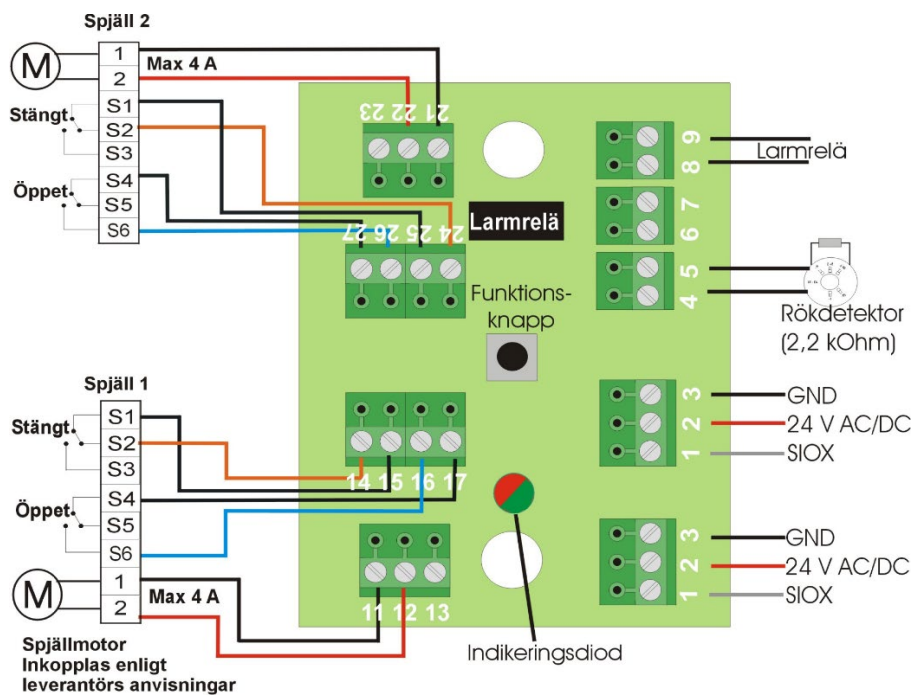 Spjäll 2
1
2
S1
S2
S3
S4
S5
S6
M
Max 4 A
Stängt
Öppet
23 22 21
27 26 25 24
Larmrelä
Funktions-
knapp
9
8
7
6
5
4
Larmrelä
Rökdetektor
(2,2 kOhm)
3
2
1
GND
24 V AC/DC
SIOX
3
2
1
GND
24 V AC/DC
SIOX
Spjäll 1
S1
S2
S3
S4
S5
S6
1
2
Stängt
Öppet
M
Max 4 A
14 15 16 17
11 12 13
Spjällmotor
Inkopplas enligt
leverantörs anvisningar
Indikeringsdiod